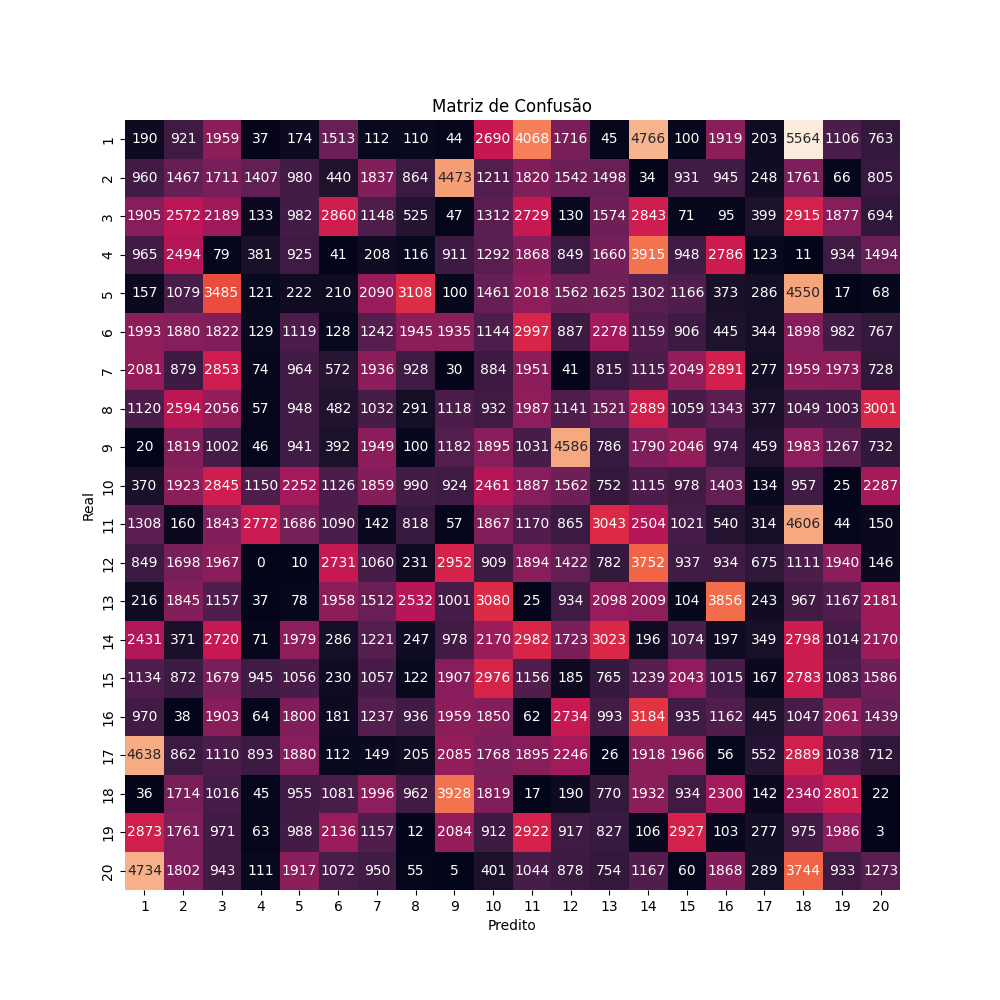 Matriz de Confusão
1 190 921 1959 37 174 1513 112 110 44 2690 4068 1716 45 4766 100 1919 203 5564 1106 763
2 960 1467 1711 1407 980 440 1837 864 4473 1211 1820 1542 1498 34 931 945 248 1761 66 805
3 1905 2572 2189 133 982 2860 1148 525 47 1312 2729 130 1574 2843 71 95 399 2915 1877 694
4 965 2494 79 381 925 41 208 116 911 1292 1868 849 1660 3915 948 2786 123 11 934 1494
5 157 1079 3485 121 222 210 2090 3108 100 1461 2018 1562 1625 1302 1166 373 286 4550 17 68
6 1993 1880 1822 129 1119 128 1242 1945 1935 1144 2997 887 2278 1159 906 445 344 1898 982 767
7 2081 879 2853 74 964 572 1936 928 30 884 1951 41 815 1115 2049 2891 277 1959 1973 728
8 1120 2594 2056 57 948 482 1032 291 1118 932 1987 1141 1521 2889 1059 1343 377 1049 1003 3001
9 20 1819 1002 46 941 392 1949 100 1182 1895 1031 4586 786 1790 2046 974 459 1983 1267 732
10 370 1923 2845 1150 2252 1126 1859 990 924 2461 1887 1562 752 1115 978 1403 134 957 25 2287
11 1308 160 1843 2772 1686 1090 142 818 57 1867 1170 865 3043 2504 1021 540 314 4606 44 150
12 849 1698 1967 0 10 2731 1060 231 2952 909 1894 1422 782 3752 937 934 675 1111 1940 146
13 216 1845 1157 37 78 1958 1512 2532 1001 3080 25 934 2098 2009 104 3856 243 967 1167 2181
14 2431 371 2720 71 1979 286 1221 247 978 2170 2982 1723 3023 196 1074 197 349 2798 1014 2170
15 1134 872 1679 945 1056 230 1057 122 1907 2976 1156 185 765 1239 2043 1015 167 2783 1083 1586
16 970 38 1903 64 1800 181 1237 936 1959 1850 62 2734 993 3184 935 1162 445 1047 2061 1439
17 4638 862 1110 893 1880 112 149 205 2085 1768 1895 2246 26 1918 1966 56 552 2889 1038 712
18 36 1714 1016 45 955 1081 1996 962 3928 1819 17 190 770 1932 934 2300 142 2340 2801 22
19 2873 1761 971 63 988 2136 1157 12 2084 912 2922 917 827 106 2927 103 277 975 1986 3
20 4734 1802 943 111 1917 1072 950 55 5 401 1044 878 754 1167 60 1868 289 3744 933 1273
Real
1 2 3 4 5 6 7 8 9 10 11 12 13 14 15 16 17 18 19 20
Predito